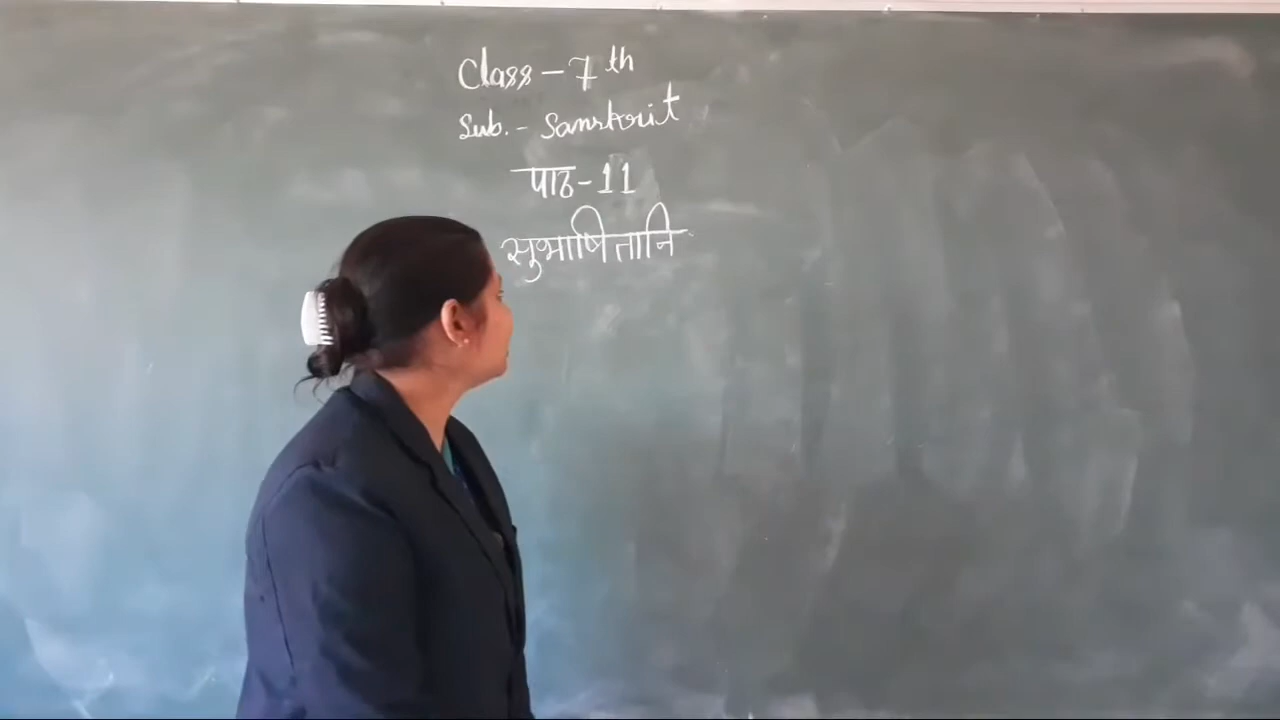 Class - 7th
Sub. - Sanskrit
पाठ - 11
सुभाषितानि